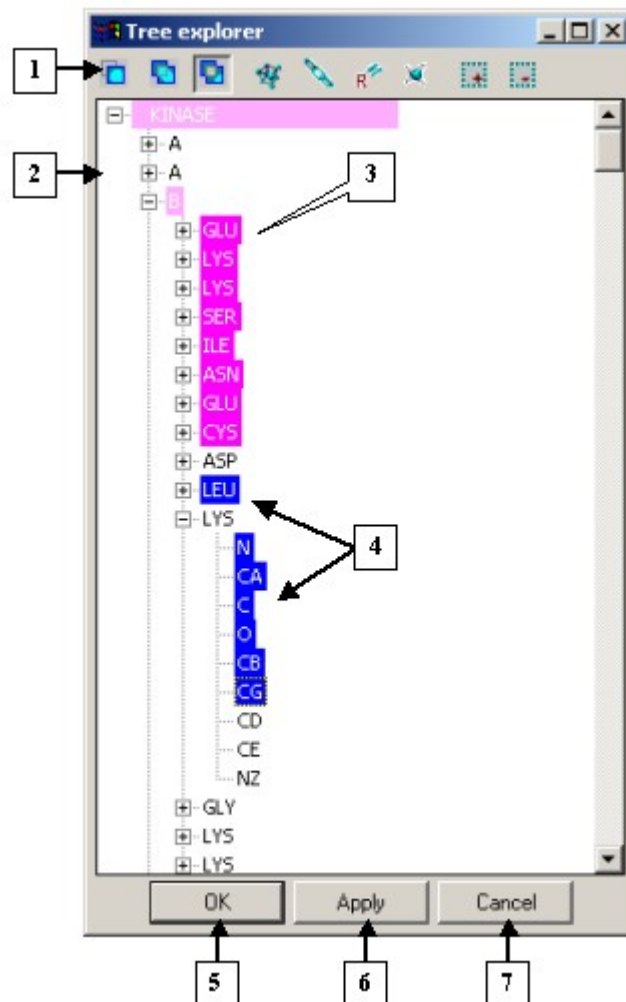 Tree explorer
1
R
KINASE
A
2
A
3
B
GLU
LYS
LYS
SER
ILE
ASN
GLU
CYS
ASP
LEU
LYS
4
N
CA
C
O
CB
CG
CD
CE
NZ
GLY
LYS
LYS
OK Apply Cancel
5 6 7